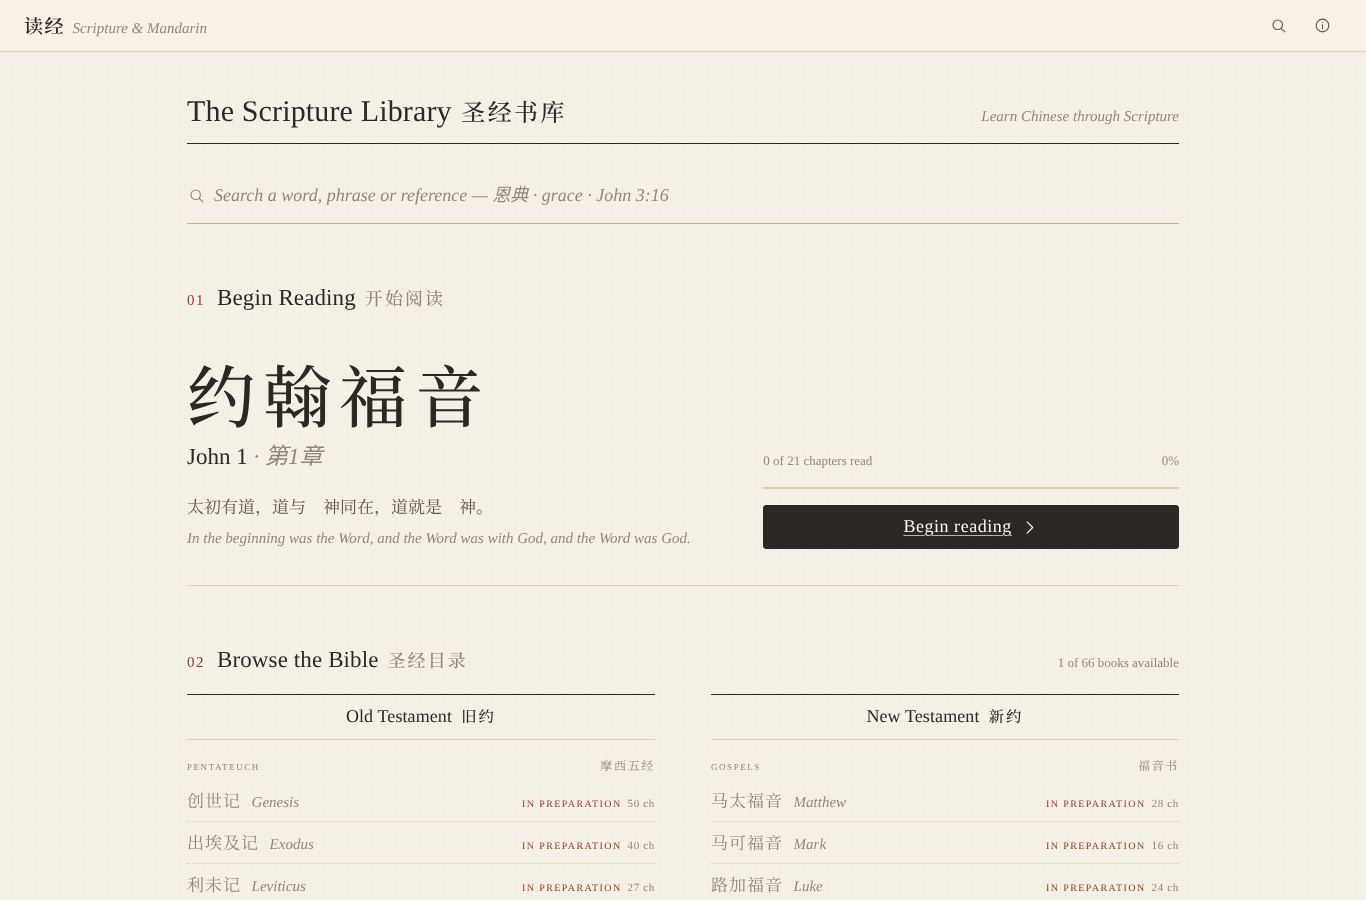 读经 Scripture & Mandarin
The Scripture Library 圣经书库
Learn Chinese through Scripture
Search a word, phrase or reference — 恩典 · grace · John 3:16
01 Begin Reading 开始阅读
约翰福音
John 1 · 第1章
太初有道，道与　神同在，道就是　神。
In the beginning was the Word, and the Word was with God, and the Word was God.
0 of 21 chapters read 0%
Begin reading
02 Browse the Bible 圣经目录
1 of 66 books available
Old Testament 旧约
PENTATEUCH 摩西五经
创世记 Genesis IN PREPARATION 50 ch
出埃及记 Exodus IN PREPARATION 40 ch
利未记 Leviticus IN PREPARATION 27 ch
New Testament 新约
GOSPELS 福音书
马太福音 Matthew IN PREPARATION 28 ch
马可福音 Mark IN PREPARATION 16 ch
路加福音 Luke IN PREPARATION 24 ch